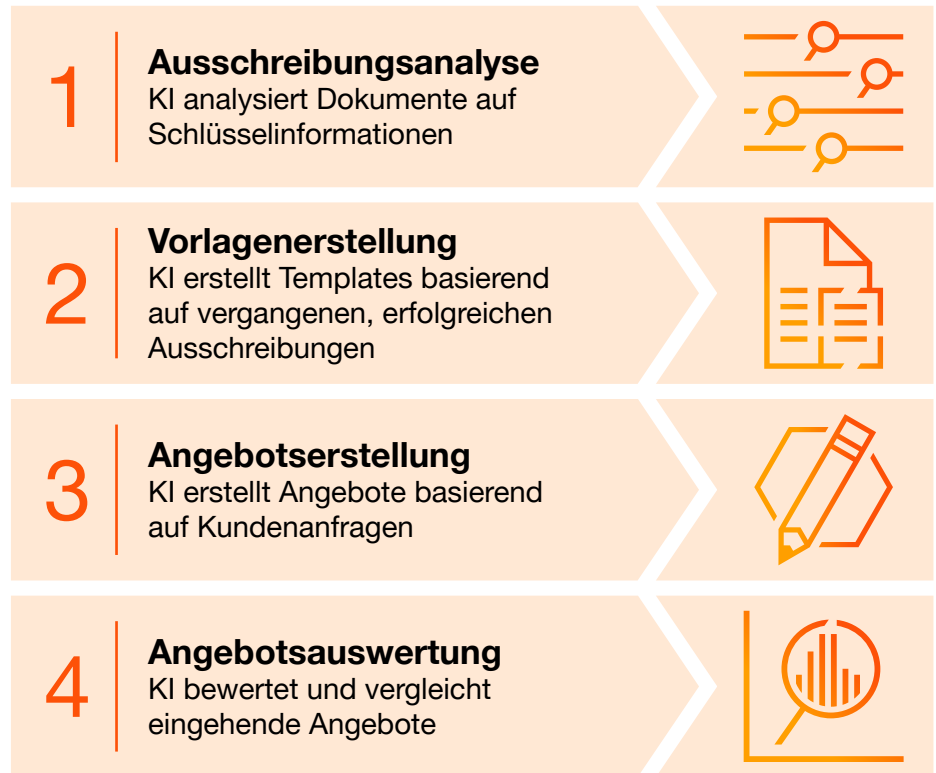 1
Ausschreibungsanalyse
KI analysiert Dokumente auf
Schlüsselinformationen
2
Vorlagenerstellung
KI erstellt Templates basierend
auf vergangenen, erfolgreichen
Ausschreibungen
3
Angebotserstellung
KI erstellt Angebote basierend
auf Kundenanfragen
4
Angebotsauswertung
KI bewertet und vergleicht
eingehende Angebote